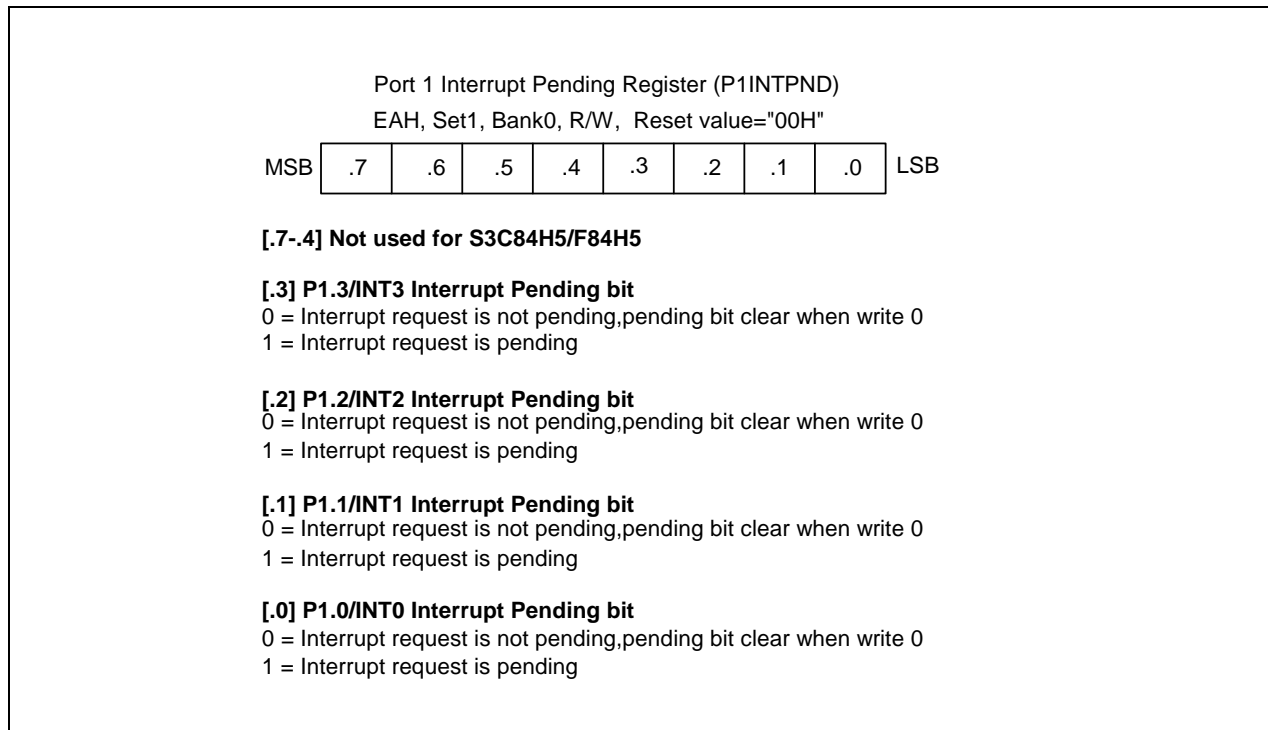 Port 1 Interrupt Pending Register (P1INTPND)
EAH, Set1, Bank0, R/W, Reset value="00H"
MSB .7 .6 .5 .4 .3 .2 .1 .0 LSB
[.7-.4] Not used for S3C84H5/F84H5
[.3] P1.3/INT3 Interrupt Pending bit
0 = Interrupt request is not pending,pending bit clear when write 0
1 = Interrupt request is pending
[.2] P1.2/INT2 Interrupt Pending bit
0 = Interrupt request is not pending,pending bit clear when write 0
1 = Interrupt request is pending
[.1] P1.1/INT1 Interrupt Pending bit
0 = Interrupt request is not pending,pending bit clear when write 0
1 = Interrupt request is pending
[.0] P1.0/INT0 Interrupt Pending bit
0 = Interrupt request is not pending,pending bit clear when write 0
1 = Interrupt request is pending